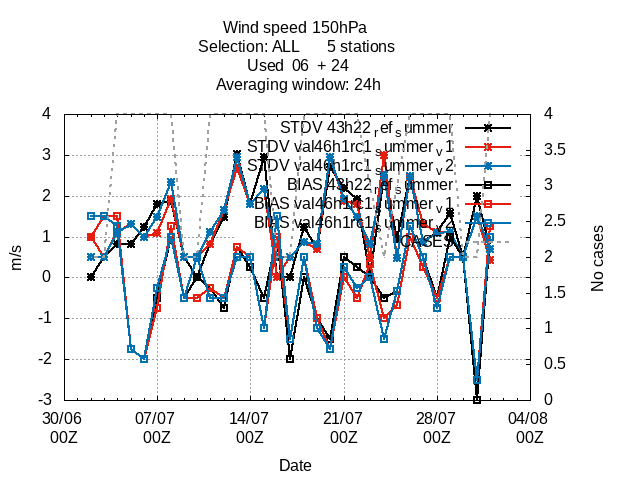 Wind speed 150hPa
Selection: ALL 5 stations
Used 06 + 24
Averaging window: 24h
STDV 43h22_ref_summer
STDV val46h1rc1_summer_v1
STDV val46h1rc1_summer_v2
BIAS 43h22_ref_summer
BIAS val46h1rc1_summer_v1
BIAS val46h1rc1_summer_v2
CASES
4
3
2
1
0
-1
-2
-3
m/s
4
3.5
3
2.5
2
1.5
1
0.5
0
No cases
30/06 07/07 14/07 21/07 28/07 04/08
00Z 00Z 00Z 00Z 00Z 00Z
Date